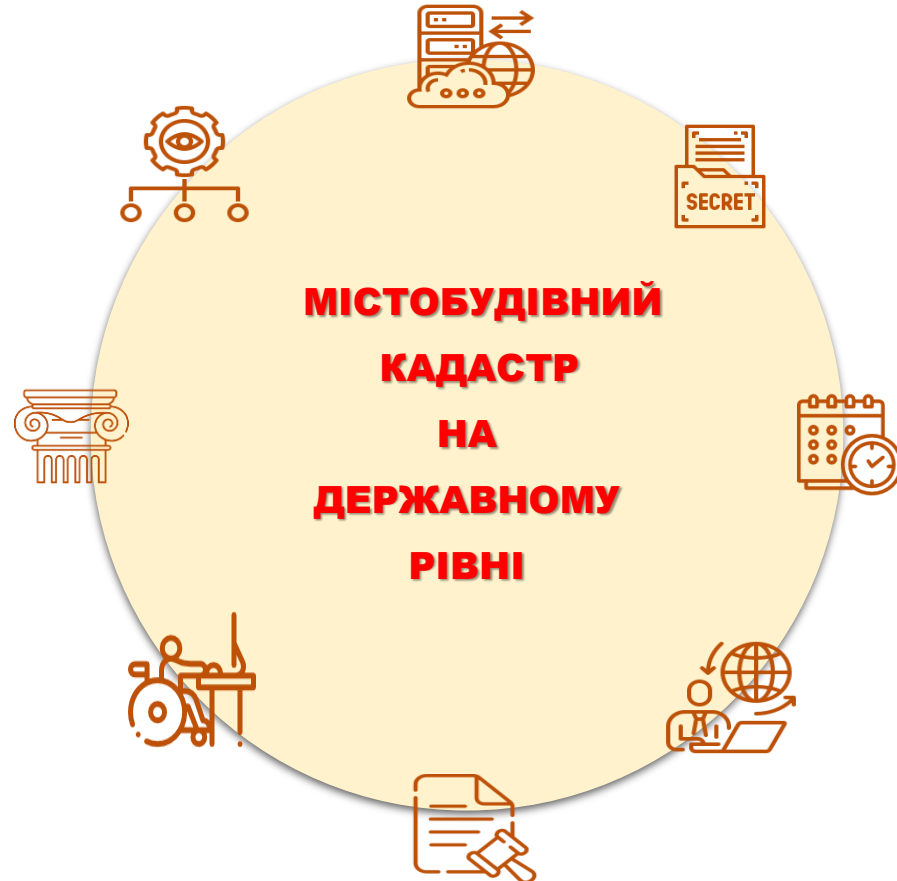 SECRET
МІСТОБУДІВНИЙ
КАДАСТР
НА
ДЕРЖАВНОМУ
РІВНІ